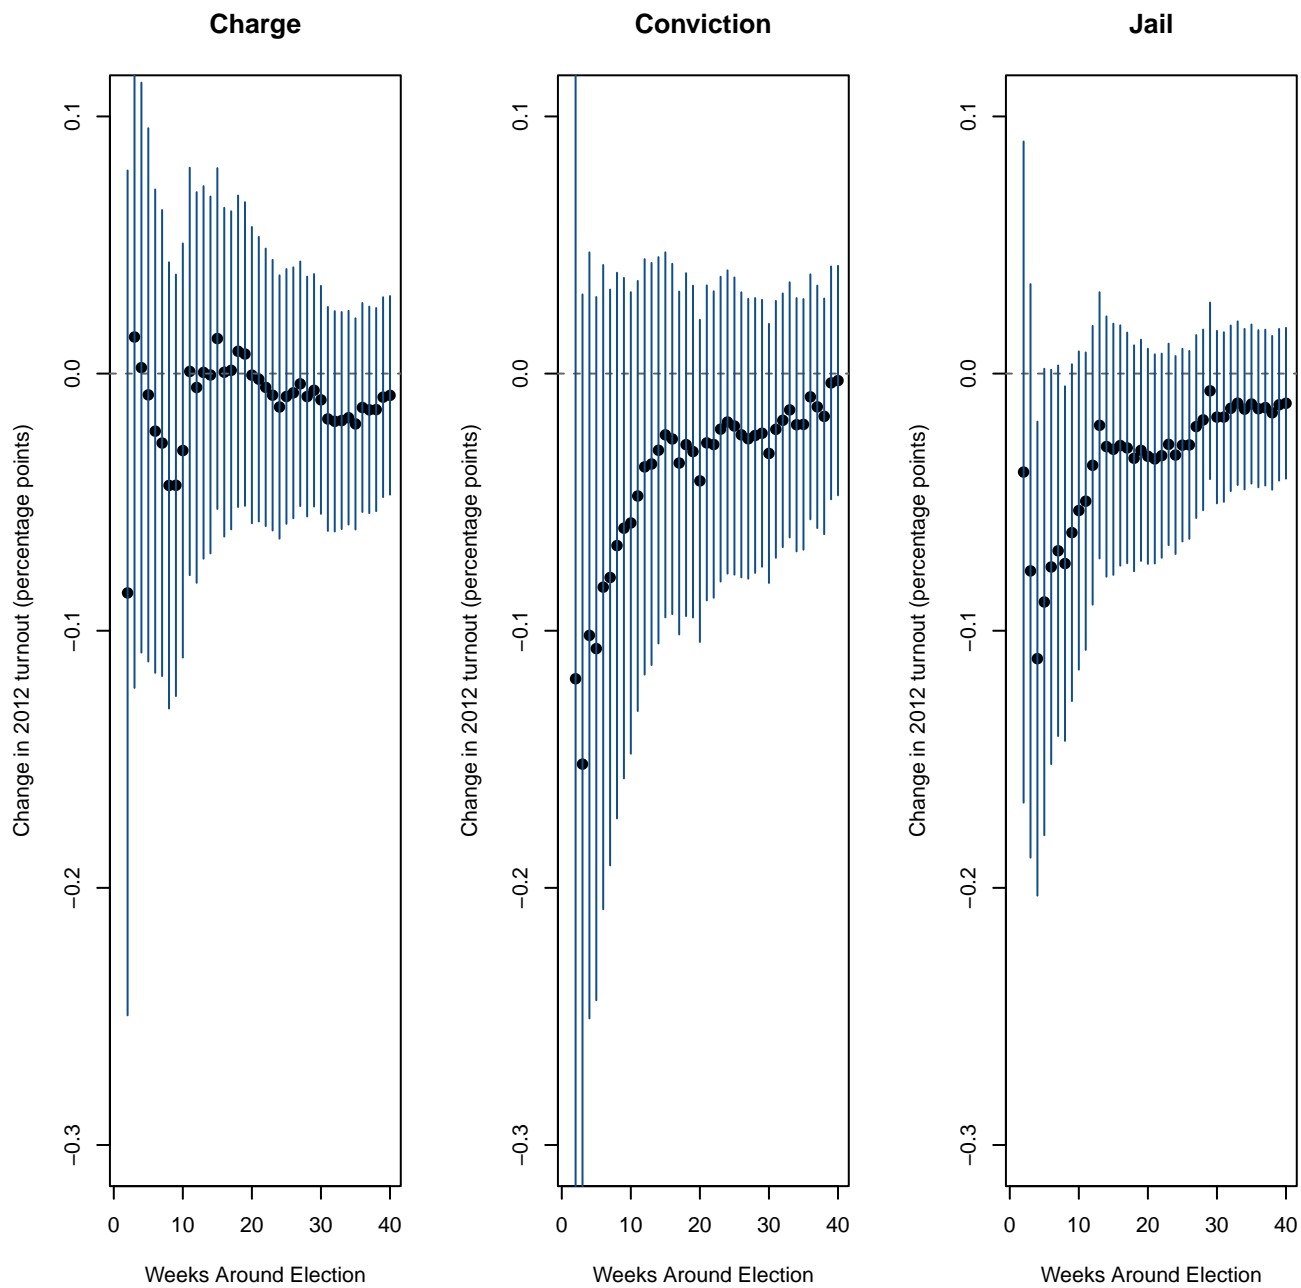 Charge
Change in 2012 turnout (percentage points)
0.1
0.0
−0.1
−0.2
−0.3
0 10 20 30 40
Weeks Around Election
Conviction
Change in 2012 turnout (percentage points)
0.1
0.0
−0.1
−0.2
−0.3
0 10 20 30 40
Weeks Around Election
Jail
Change in 2012 turnout (percentage points)
0.1
0.0
−0.1
−0.2
−0.3
0 10 20 30 40
Weeks Around Election